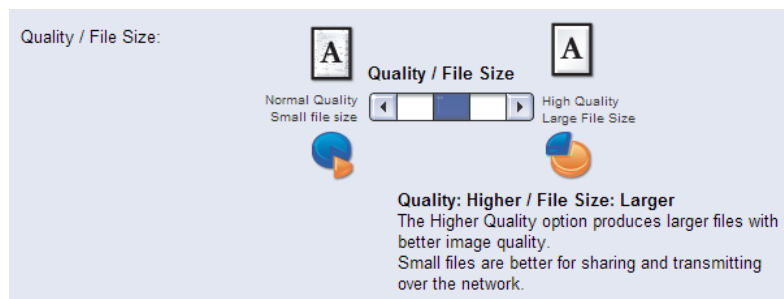 Quality / File Size:
A
A
Quality / File Size
Normal Quality
Small file size
High Quality
Large File Size
Quality: Higher / File Size: Larger
The Higher Quality option produces larger files with
better image quality.
Small files are better for sharing and transmitting
over the network.